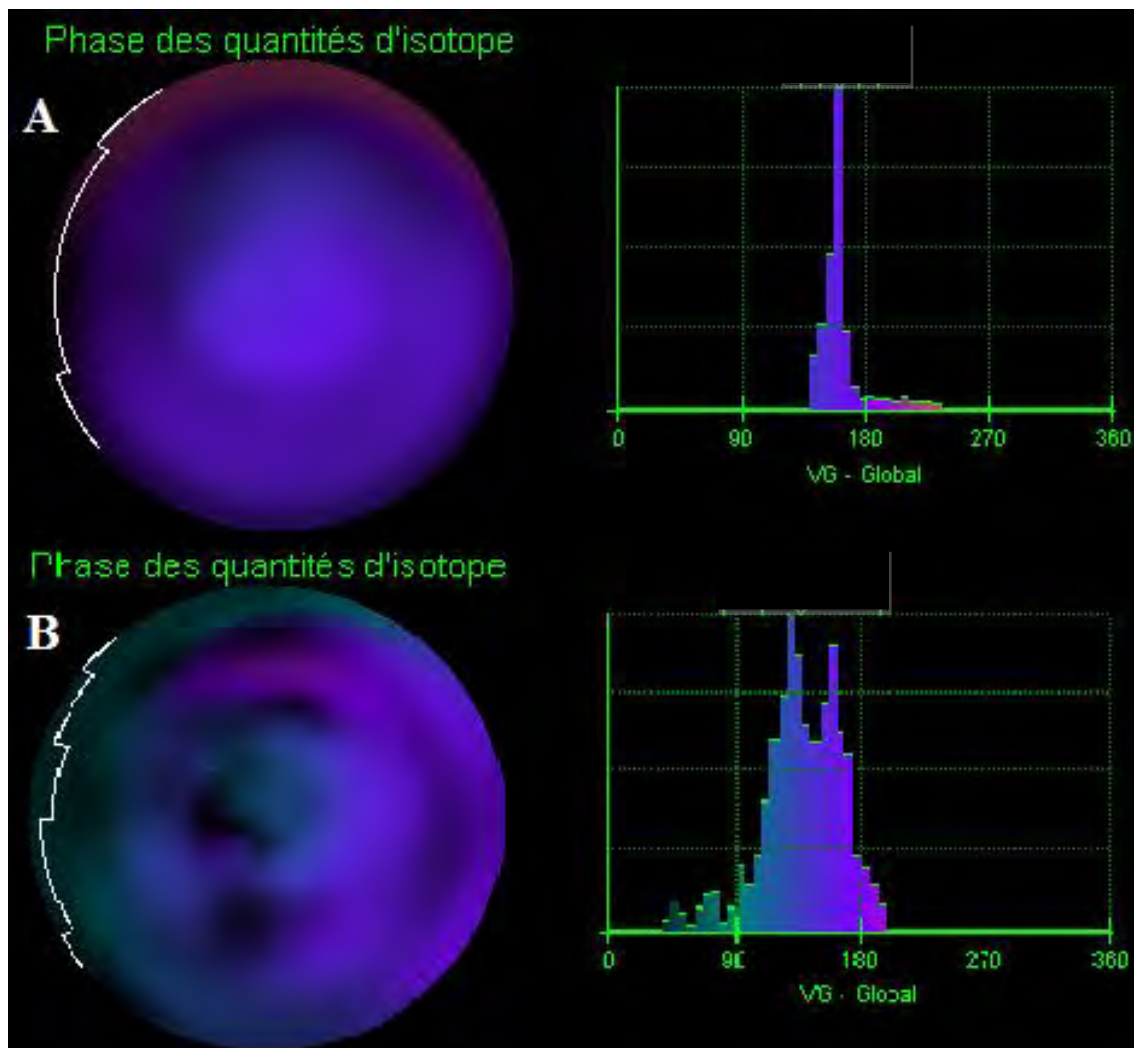 Phase des quantités d'isotope
A
0 90 180 270 360
VG - Global
Phase des quantités d'isotope
B
0 90 180 270 360
VG - Global